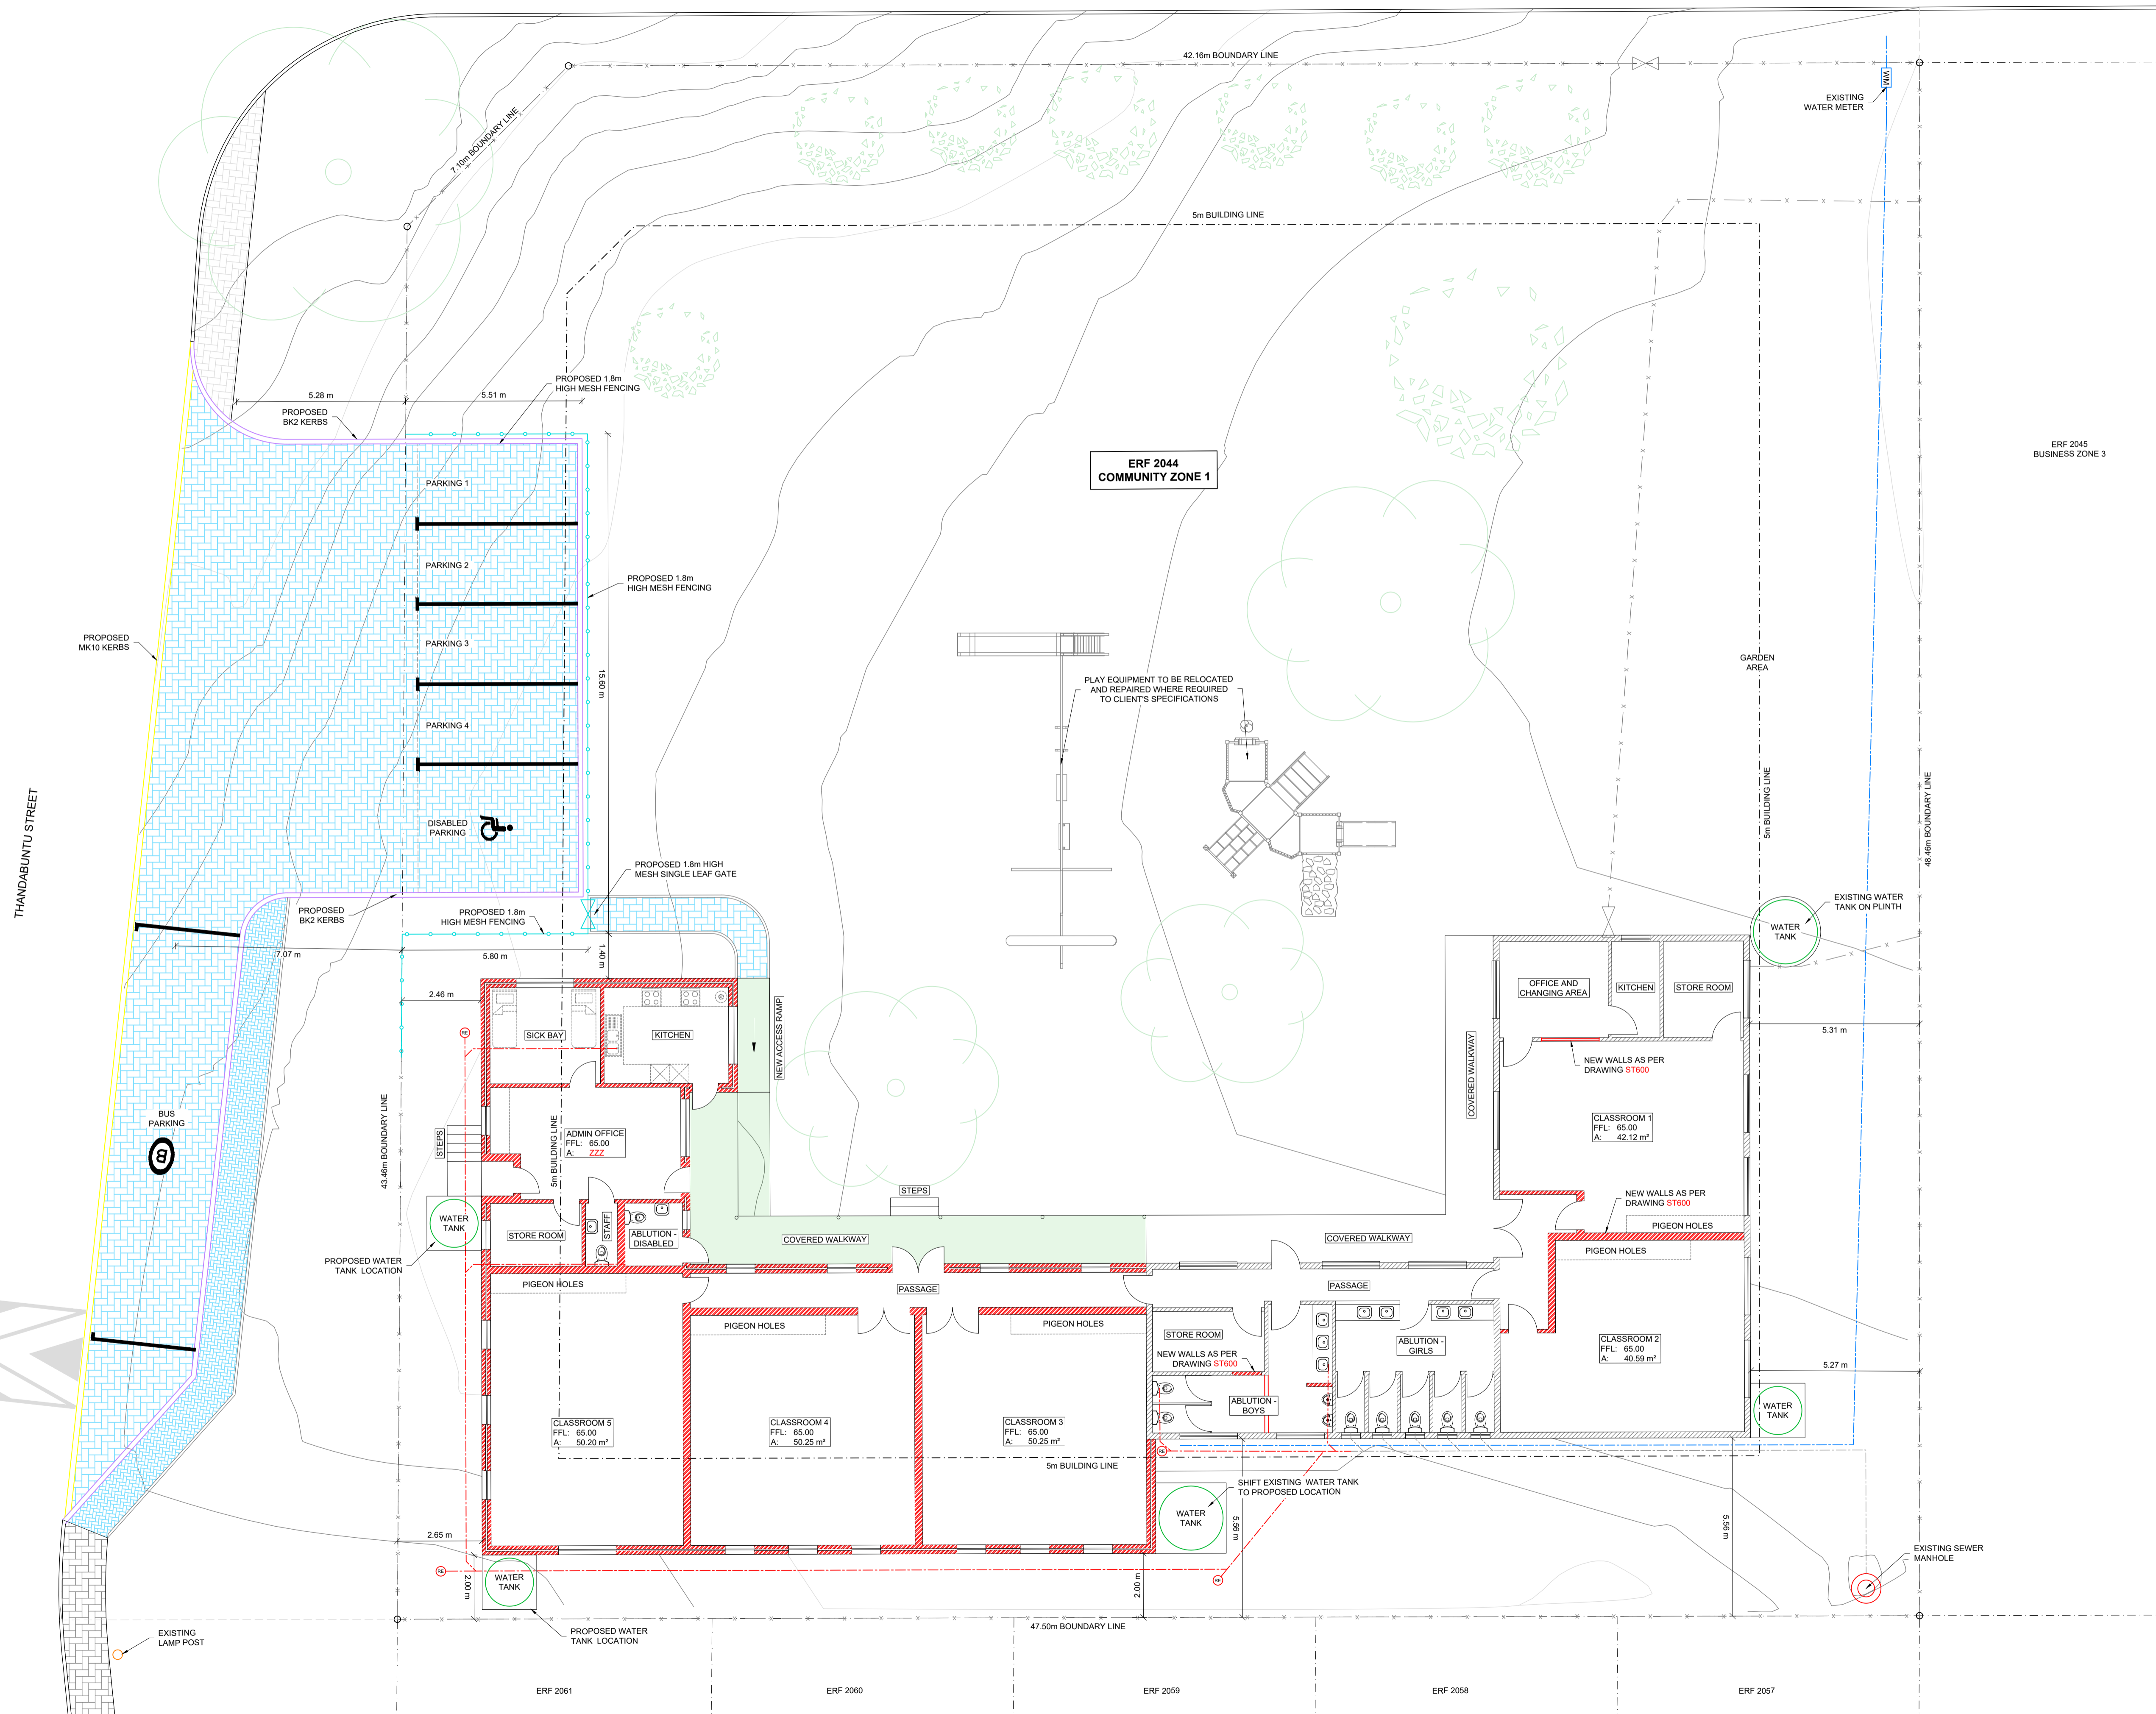 42.16m BOUNDARY LINE
WM
EXISTING
WATER METER
7.10m BOUNDARY LINE
5m BUILDING LINE
PROPOSED 1.8m
HIGH MESH FENCING
5.28 m
5.51 m
PROPOSED
BK2 KERBS
ERF 2044
COMMUNITY ZONE 1
ERF 2045
BUSINESS ZONE 3
PARKING 1
PARKING 2
PROPOSED 1.8m
HIGH MESH FENCING
PROPOSED
MK10 KERBS
PARKING 3
15.60 m
PARKING 4
GARDEN
AREA
PLAY EQUIPMENT TO BE RELOCATED
AND REPAIRED WHERE REQUIRED
TO CLIENT'S SPECIFICATIONS
THANDABUNTU STREET
DISABLED
PARKING
5m BUILDING LINE
48.46m BOUNDARY LINE
PROPOSED 1.8m HIGH
MESH SINGLE LEAF GATE
PROPOSED
BK2 KERBS
PROPOSED 1.8m
HIGH MESH FENCING
EXISTING WATER
TANK ON PLINTH
WATER
TANK
7.07 m
5.80 m
1.40 m
2.46 m
OFFICE AND
CHANGING AREA
KITCHEN
STORE ROOM
5.31 m
RE
SICK BAY
KITCHEN
NEW ACCESS RAMP
COVERED WALKWAY
NEW WALLS AS PER
DRAWING ST600
BUS
PARKING
B
43.46m BOUNDARY LINE
STEPS
5m BUILDING LINE
ADMIN OFFICE
FFL: 65.00
A: ZZZ
CLASSROOM 1
FFL: 65.00
A: 42.12 m²
STEPS
NEW WALLS AS PER
DRAWING ST600
WATER
TANK
STORE ROOM
STAFF
ABLUTION -
DISABLED
COVERED WALKWAY
COVERED WALKWAY
PIGEON HOLES
PIGEON HOLES
PROPOSED WATER
TANK LOCATION
PIGEON HOLES
PASSAGE
PASSAGE
PIGEON HOLES
PIGEON HOLES
STORE ROOM
ABLUTION -
GIRLS
CLASSROOM 2
FFL: 65.00
A: 40.59 m²
NEW WALLS AS PER
DRAWING ST600
5.27 m
ABLUTION -
BOYS
WATER
TANK
CLASSROOM 5
FFL: 65.00
A: 50.20 m²
CLASSROOM 4
FFL: 65.00
A: 50.25 m²
CLASSROOM 3
FFL: 65.00
A: 50.25 m²
RE
5m BUILDING LINE
SHIFT EXISTING WATER TANK
TO PROPOSED LOCATION
WATER
TANK
5.56 m
5.56 m
2.65 m
EXISTING SEWER
MANHOLE
RE
2.00 m
WATER
TANK
2.00 m
RE
PROPOSED WATER
TANK LOCATION
47.50m BOUNDARY LINE
EXISTING
LAMP POST
ERF 2061
ERF 2060
ERF 2059
ERF 2058
ERF 2057